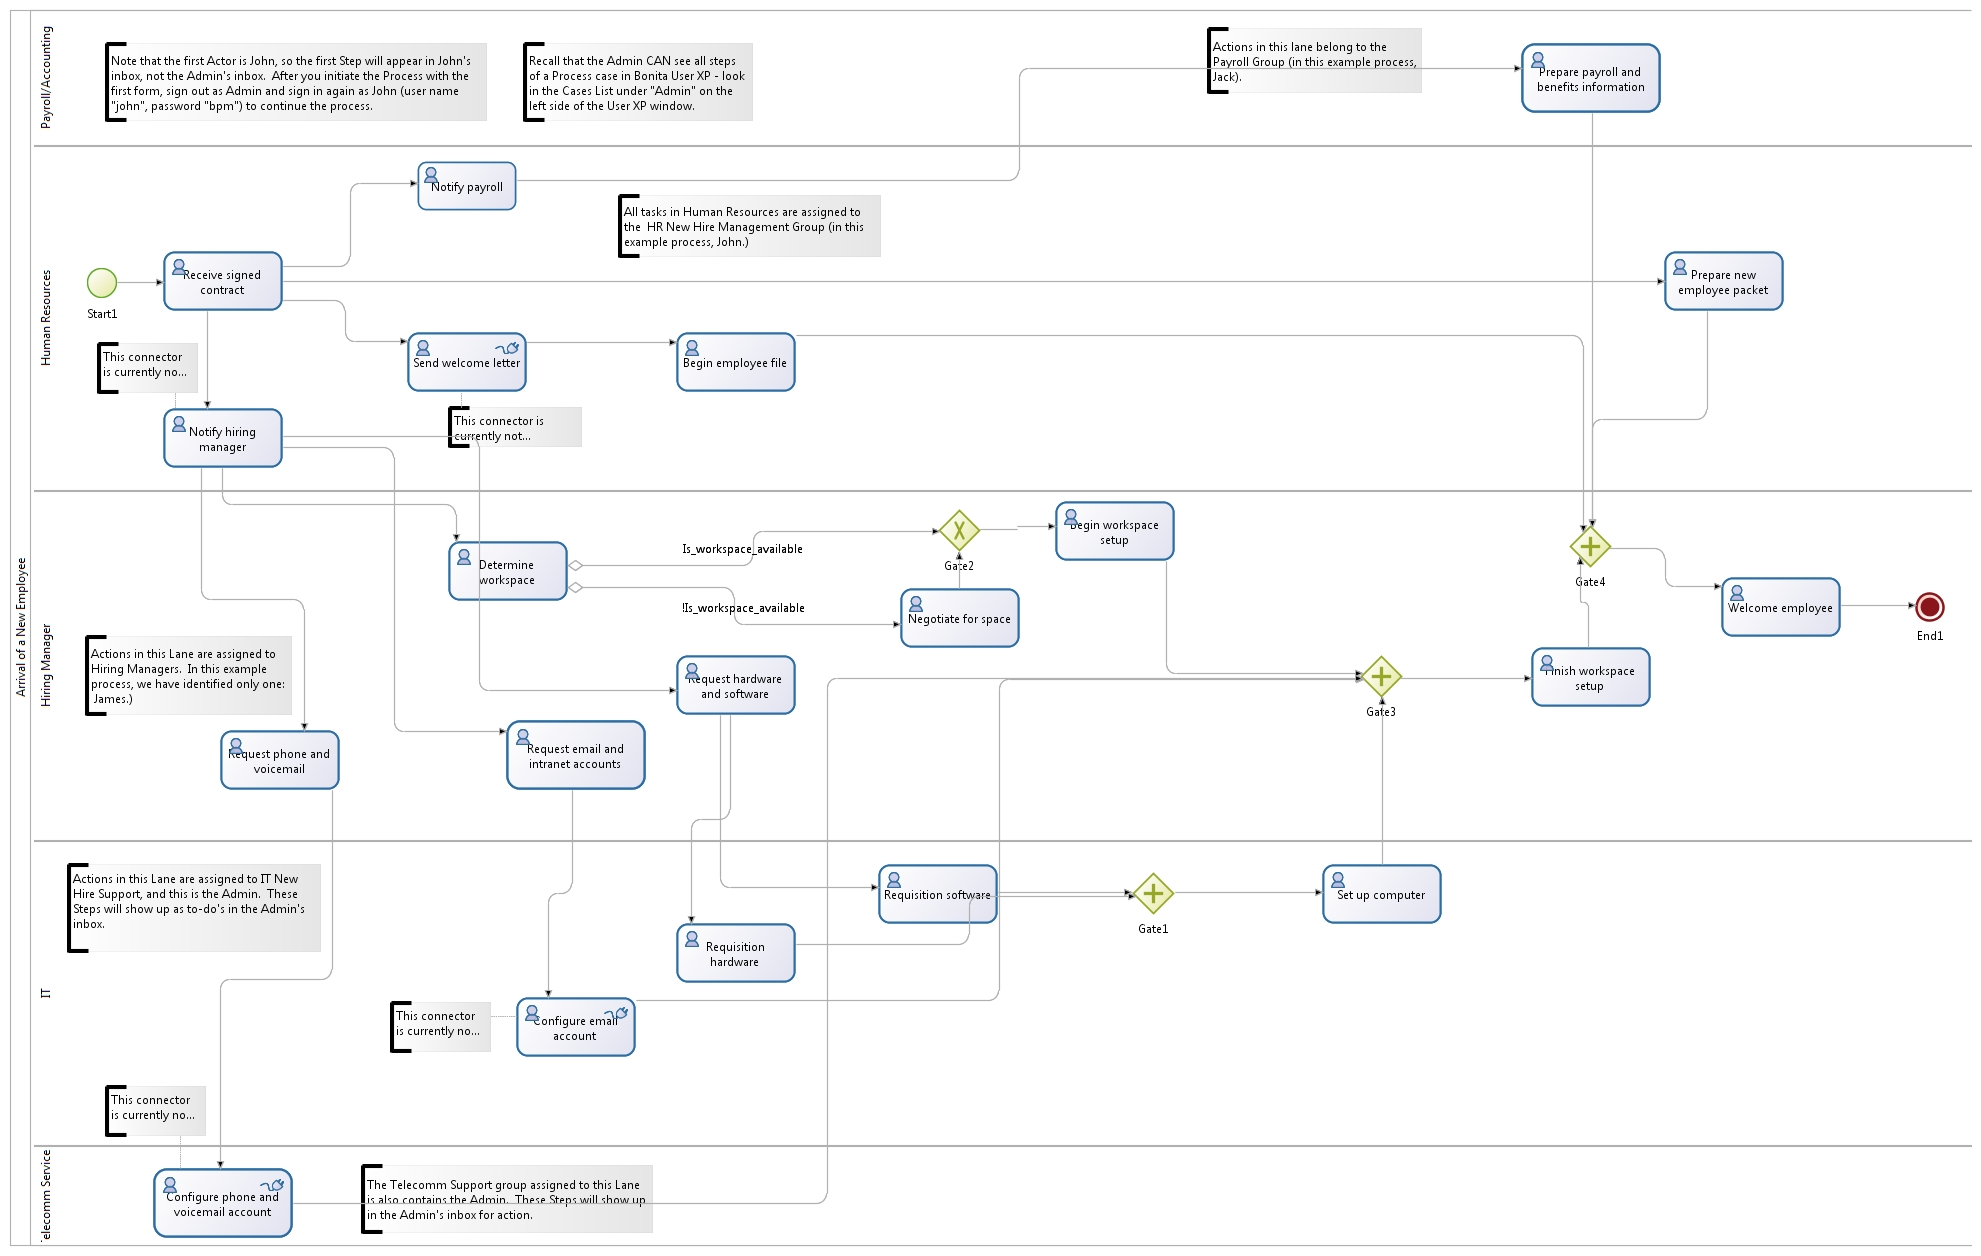 Arrival of a New Employee
Payroll/Accounting
Note that the first Actor is John, so the first Step will appear in John's
inbox, not the Admin's inbox.  After you initiate the Process with the
first form, sign out as Admin and sign in again as John (user name
"john", password "bpm") to continue the process.
Recall that the Admin CAN see all steps
of a Process case in Bonita User XP - look
in the Cases List under "Admin" on the
left side of the User XP window.
Actions in this lane belong to the
Payroll Group (in this example process,
Jack).
Prepare payroll and
benefits information
Human Resources
Notify payroll
All tasks in Human Resources are assigned to
the  HR New Hire Management Group (in this
example process, John.)
Start1
Receive signed
contract
Prepare new
employee packet
This connector
is currently no...
Send welcome letter
Begin employee file
This connector is
currently not...
Notify hiring
manager
Hiring Manager
Determine
workspace
Is_workspace_available
!Is_workspace_available
Gate2
Begin workspace
setup
Negotiate for space
Gate4
Welcome employee
End1
Actions in this Lane are assigned to
Hiring Managers.  In this example
process, we have identified only one:
James.)
Request hardware
and software
Gate3
Finish workspace
setup
Request phone and
voicemail
Request email and
intranet accounts
IT
Actions in this Lane are assigned to IT New
Hire Support, and this is the Admin.  These
Steps will show up as to-do's in the Admin's
inbox.
Requisition software
Gate1
Set up computer
Requisition
hardware
This connector
is currently no...
Configure email
account
This connector
is currently no...
Telecomm Service
Configure phone and
voicemail account
The Telecomm Support group assigned to this Lane
is also contains the Admin.  These Steps will show up
in the Admin's inbox for action.